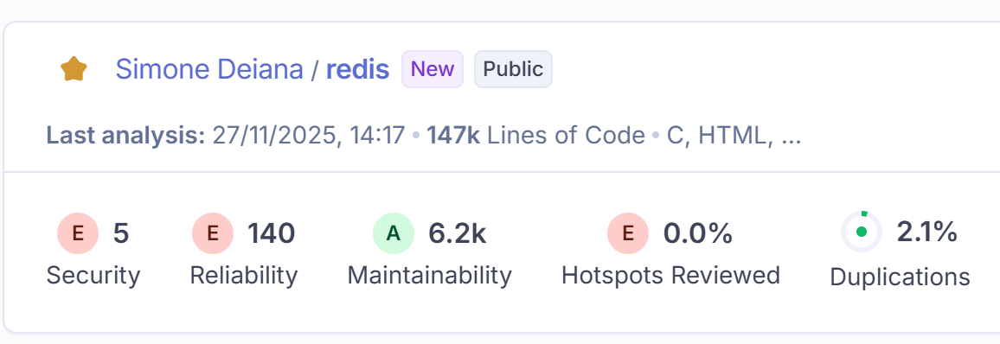 Simone Deiana / redis New Public
Last analysis: 27/11/2025, 14:17 • 147k Lines of Code • C, HTML, ...
E 5 E 140 A 6.2k E 0.0% 2.1%
Security Reliability Maintainability Hotspots Reviewed Duplications